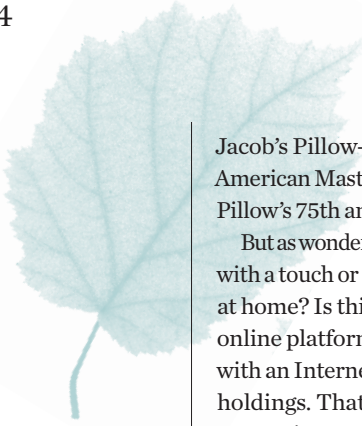 4
Jacob's Pillow-
American Mast
Pillow's 75th an
But as wonde
with a touch or
at home? Is thi
online platforn
with an Interne
holdings. That